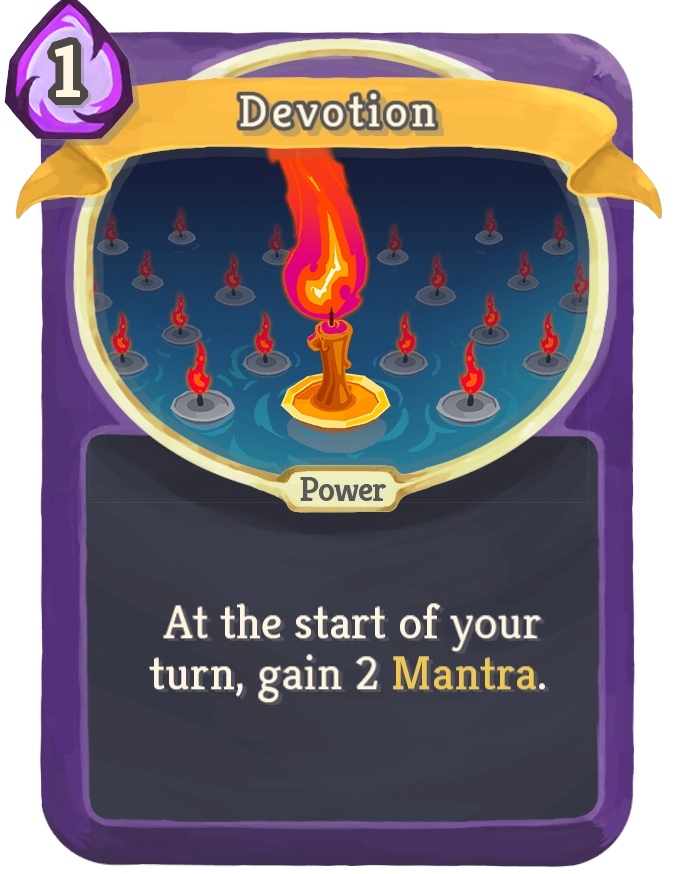 1
Devotion
Power
At the start of your
turn, gain 2 Mantra.